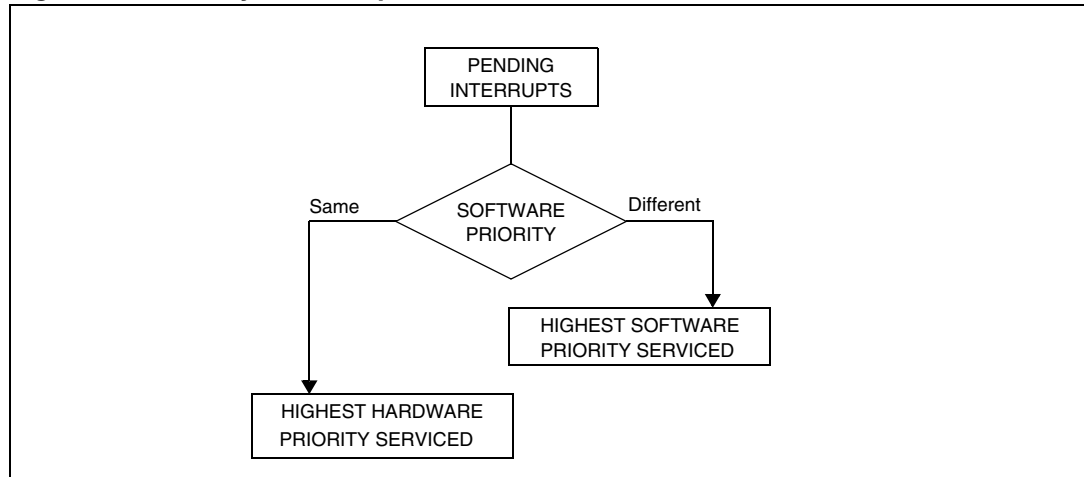 PENDING
INTERRUPTS
Same
SOFTWARE
PRIORITY
Different
HIGHEST SOFTWARE
PRIORITY SERVICED
HIGHEST HARDWARE
PRIORITY SERVICED